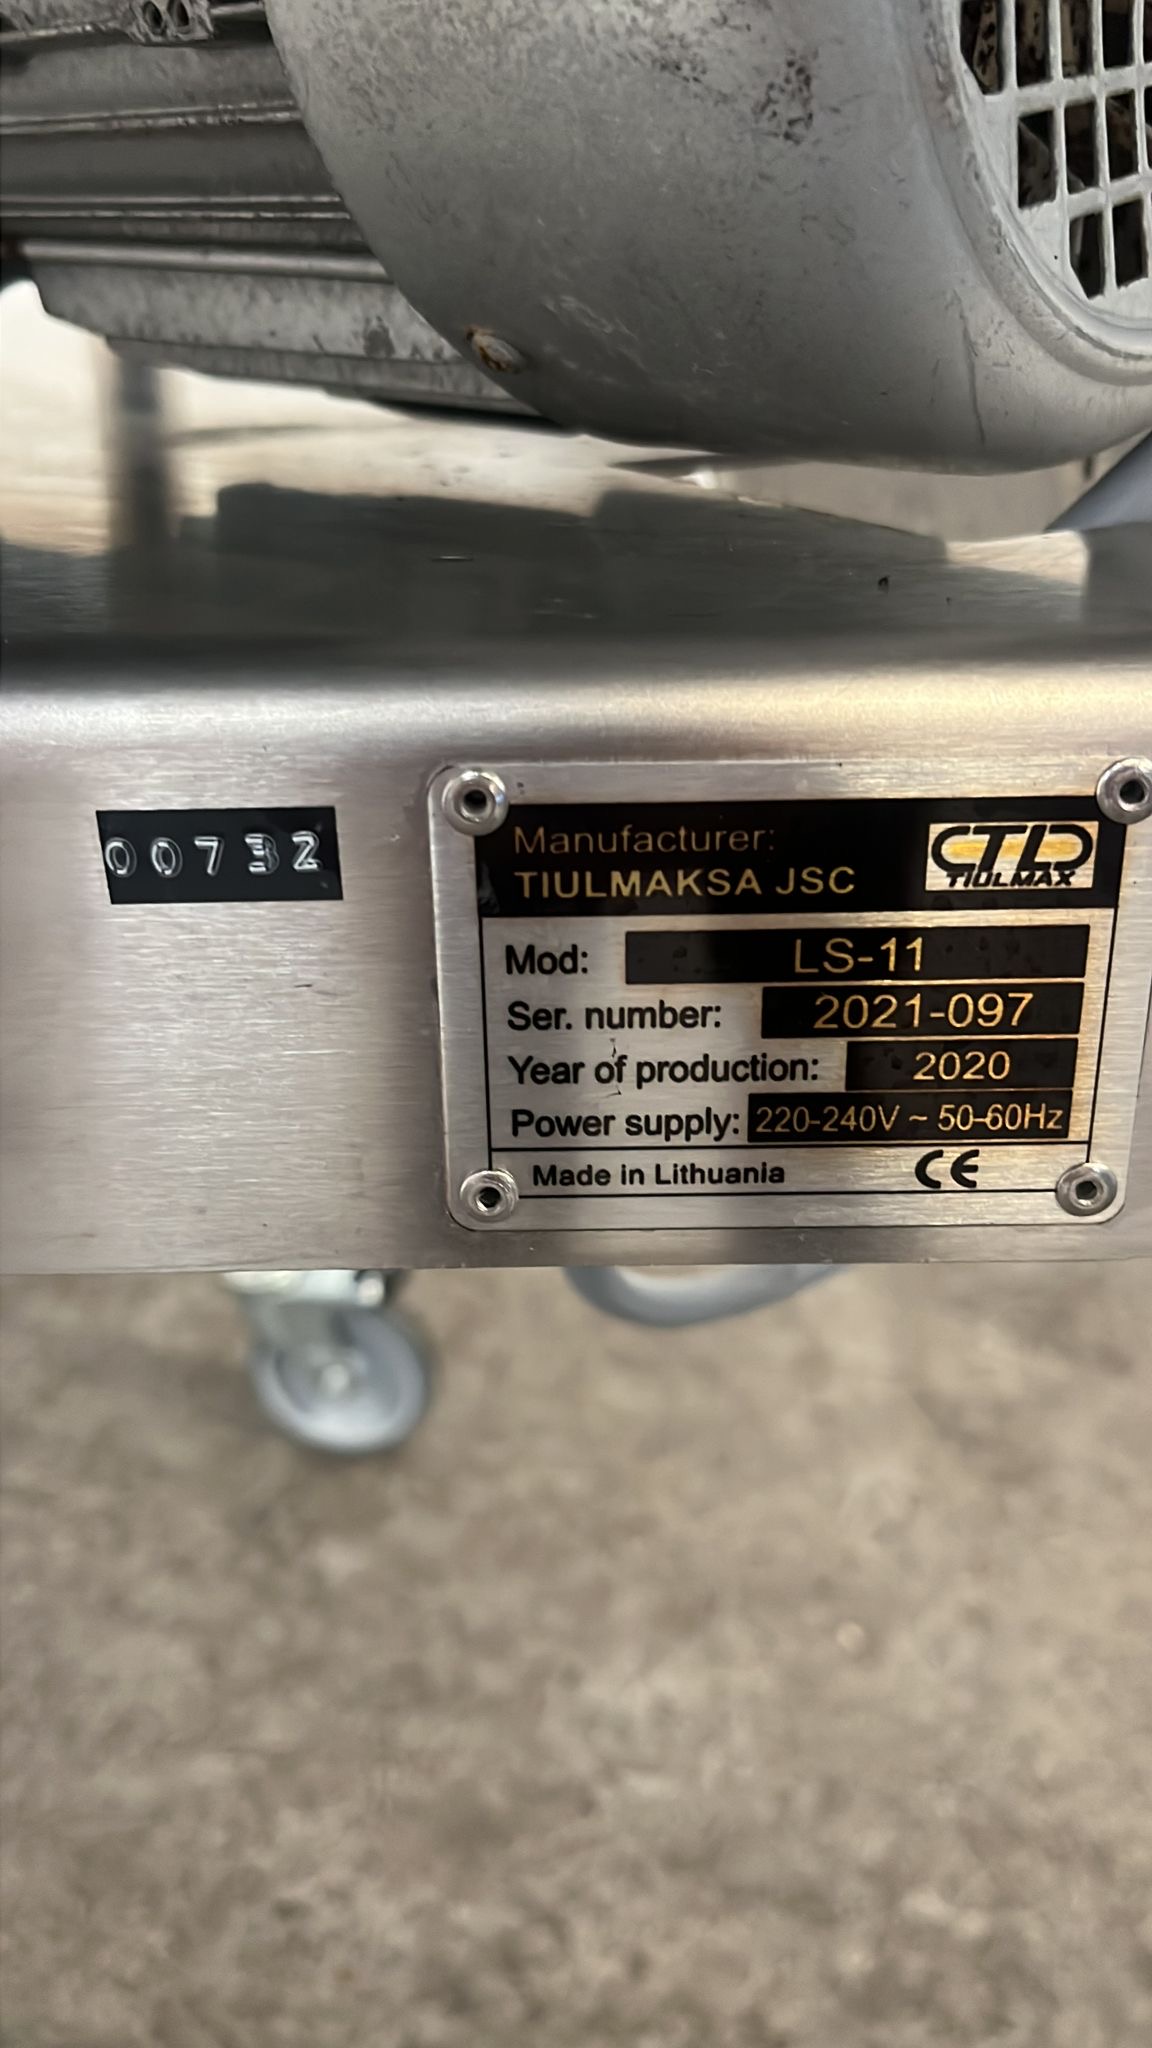 00732
Manufacturer:
TIULMAKSA JSC
TIULMAX
Mod: LS-11
Ser. number: 2021-097
Year of production: 2020
Power supply: 220-240V ~ 50-60Hz
Made in Lithuania CE